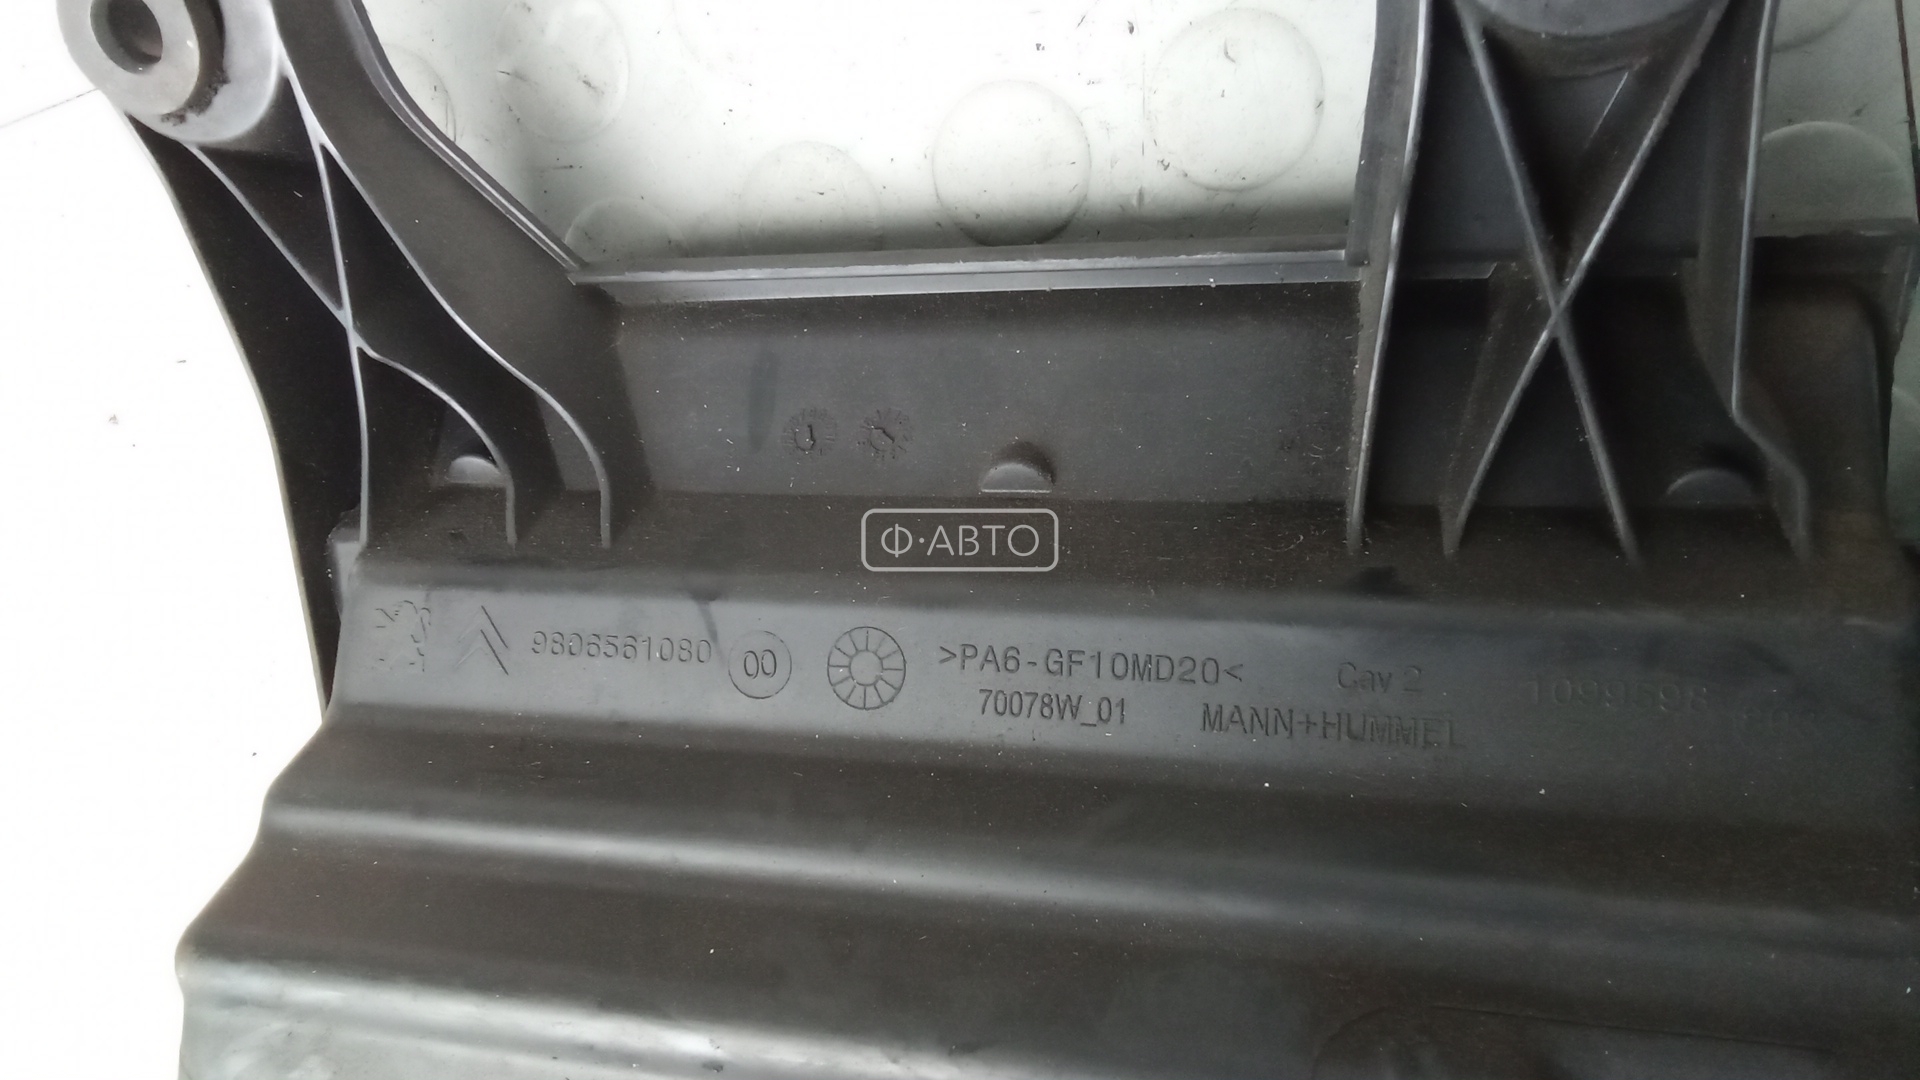 Ф·АВТО
9806561080 00 >PA6-GF10MD20< Cav 2
70078W_01 MANN+HUMMEL